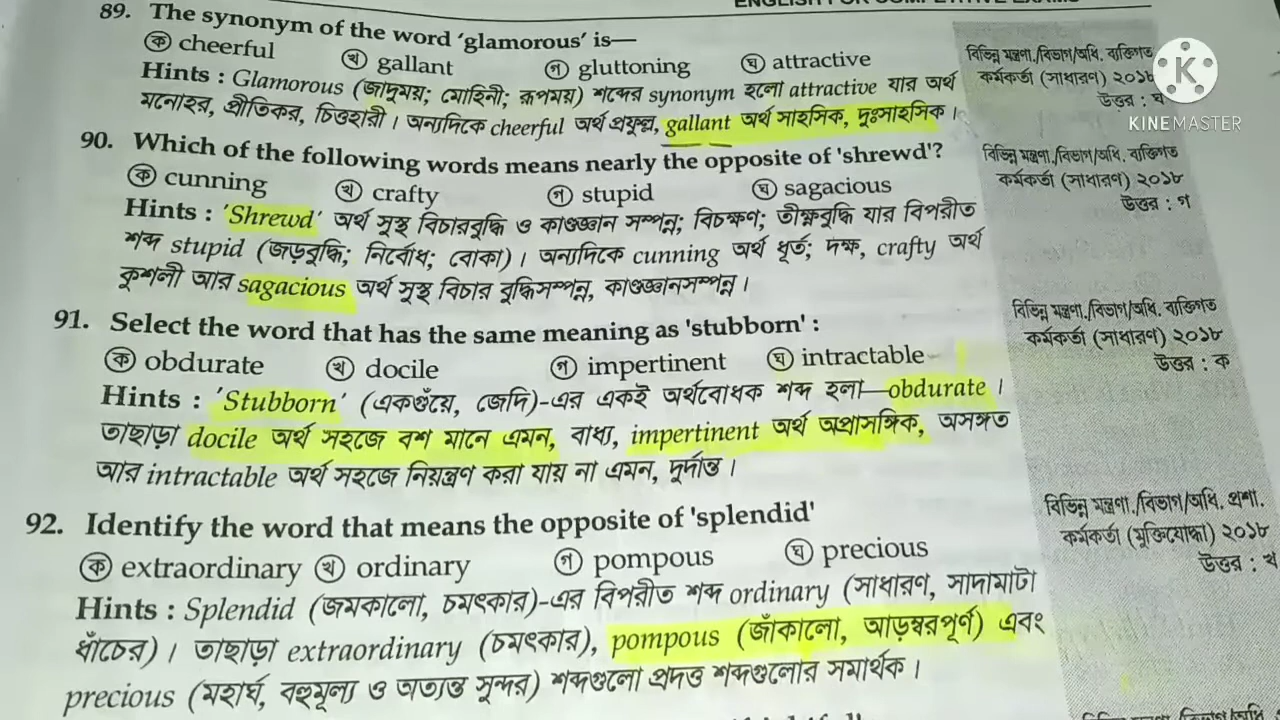 ENGLISH FOR COMPETITIVE EXAMS
89. The synonym of the word 'glamorous' is—
ক cheerful খ gallant গ gluttoning ঘ attractive
Hints : Glamorous (জাদুময়; মোহিনী; রূপময়) শব্দের synonym হলো attractive যার অর্থ
মনোহর, প্রীতিকর, চিত্তহারী। অন্যদিকে cheerful অর্থ প্রফুল্ল, gallant অর্থ সাহসিক, দুঃসাহসিক।
বিভিন্ন মন্ত্রণা./বিভাগ/অধি. ব্যক্তিগত
কর্মকর্তা (সাধারণ) ২০১৮
উত্তর : ঘ
K
KINEMASTER
90. Which of the following words means nearly the opposite of 'shrewd'?
ক cunning খ crafty গ stupid ঘ sagacious
Hints : 'Shrewd' অর্থ সুস্থ বিচারবুদ্ধি ও কাণ্ডজ্ঞান সম্পন্ন; বিচক্ষণ; তীক্ষ্ণবুদ্ধি যার বিপরীত
শব্দ stupid (জড়বুদ্ধি; নির্বোধ; বোকা)। অন্যদিকে cunning অর্থ ধূর্ত; দক্ষ, crafty অর্থ
কুশলী আর sagacious অর্থ সুস্থ বিচার বুদ্ধিসম্পন্ন, কাণ্ডজ্ঞানসম্পন্ন।
বিভিন্ন মন্ত্রণা./বিভাগ/অধি. ব্যক্তিগত
কর্মকর্তা (সাধারণ) ২০১৮
উত্তর : গ
91. Select the word that has the same meaning as 'stubborn' :
ক obdurate খ docile গ impertinent ঘ intractable
Hints : 'Stubborn' (একগুঁয়ে, জেদি)-এর একই অর্থবোধক শব্দ হলা—obdurate।
তাছাড়া docile অর্থ সহজে বশ মানে এমন, বাধ্য, impertinent অর্থ অপ্রাসঙ্গিক, অসঙ্গত
আর intractable অর্থ সহজে নিয়ন্ত্রণ করা যায় না এমন, দুর্দান্ত।
বিভিন্ন মন্ত্রণা./বিভাগ/অধি. ব্যক্তিগত
কর্মকর্তা (সাধারণ) ২০১৮
উত্তর : ক
92. Identify the word that means the opposite of 'splendid'
ক extraordinary খ ordinary গ pompous ঘ precious
Hints : Splendid (জমকালো, চমৎকার)-এর বিপরীত শব্দ ordinary (সাধারণ, সাদামাটা
ধাঁচের)। তাছাড়া extraordinary (চমৎকার), pompous (জাঁকালো, আড়ম্বরপূর্ণ) এবং
precious (মহার্ঘ, বহুমূল্য ও অত্যন্ত সুন্দর) শব্দগুলো প্রদত্ত শব্দগুলোর সমার্থক।
বিভিন্ন মন্ত্রণা./বিভাগ/অধি. প্রশা.
কর্মকর্তা (মুক্তিযোদ্ধা) ২০১৮
উত্তর : খ